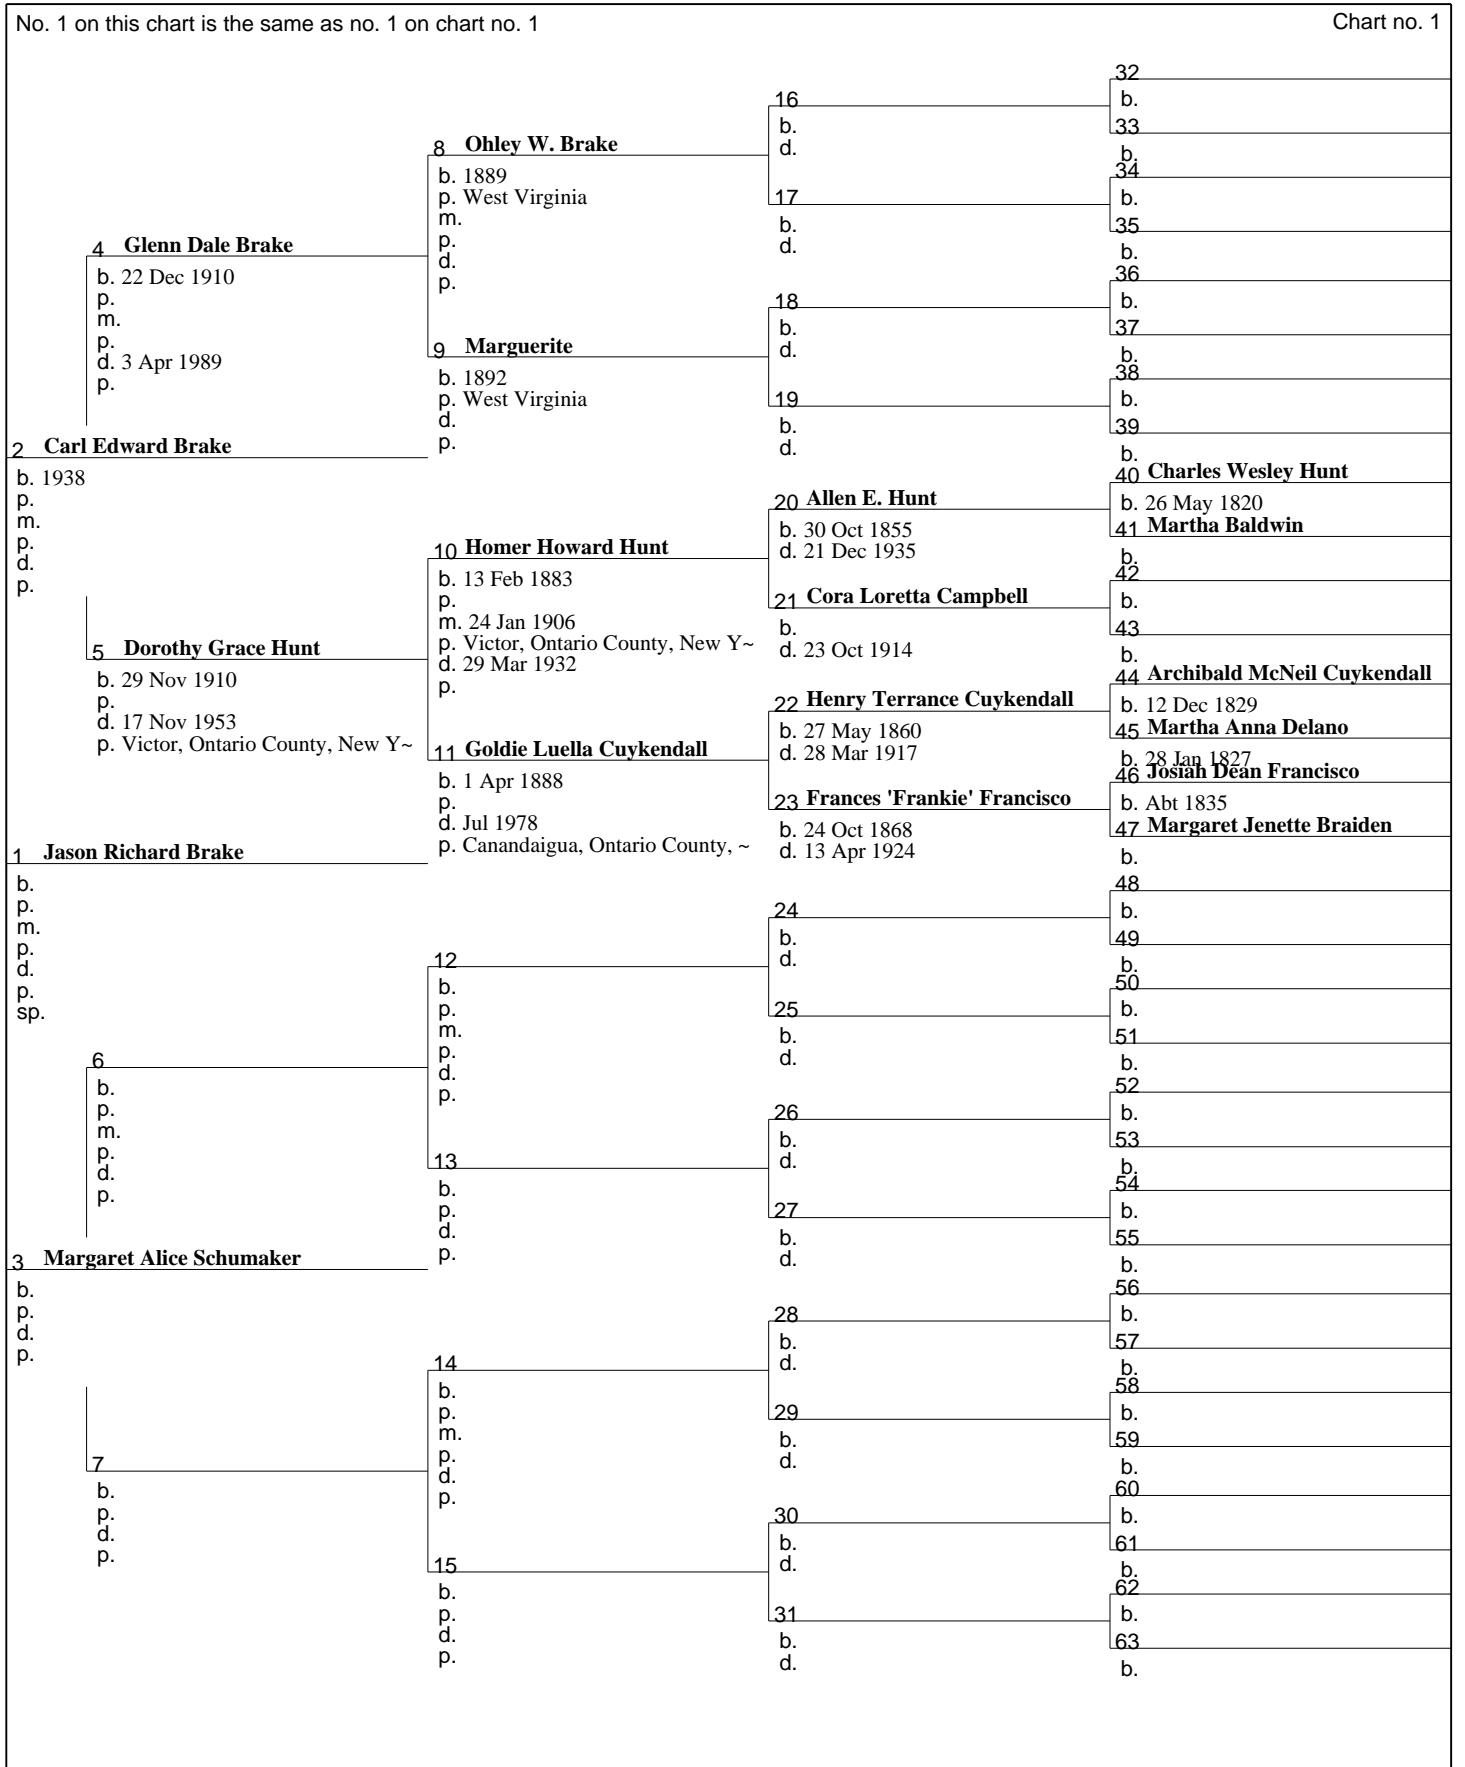 No. 1 on this chart is the same as no. 1 on chart no. 1
Chart no. 1
2 Carl Edward Brake
b. 1938
p.
m.
p.
d.
p.
1 Jason Richard Brake
b.
p.
m.
p.
d.
p.
sp.
3 Margaret Alice Schumaker
b.
p.
d.
p.
4 Glenn Dale Brake
b. 22 Dec 1910
p.
m.
p.
d. 3 Apr 1989
p.
5 Dorothy Grace Hunt
b. 29 Nov 1910
p.
d. 17 Nov 1953
p. Victor, Ontario County, New Y~
6
b.
p.
m.
p.
d.
p.
7
b.
p.
d.
p.
8 Ohley W. Brake
b. 1889
p. West Virginia
m.
p.
d.
p.
9 Marguerite
b. 1892
p. West Virginia
d.
p.
10 Homer Howard Hunt
b. 13 Feb 1883
p.
m. 24 Jan 1906
p. Victor, Ontario County, New Y~
d. 29 Mar 1932
p.
11 Goldie Luella Cuykendall
b. 1 Apr 1888
p.
d. Jul 1978
p. Canandaigua, Ontario County, ~
12
b.
p.
m.
p.
d.
p.
13
b.
p.
d.
p.
14
b.
p.
m.
p.
d.
p.
15
b.
p.
d.
p.
16
b.
d.
17
b.
d.
18
b.
d.
19
b.
d.
20 Allen E. Hunt
b. 30 Oct 1855
d. 21 Dec 1935
21 Cora Loretta Campbell
b.
d. 23 Oct 1914
22 Henry Terrance Cuykendall
b. 27 May 1860
d. 28 Mar 1917
23 Frances 'Frankie' Francisco
b. 24 Oct 1868
d. 13 Apr 1924
24
b.
d.
25
b.
d.
26
b.
d.
27
b.
d.
28
b.
d.
29
b.
d.
30
b.
d.
31
b.
d.
32
b.
33
b.
34
b.
35
b.
36
b.
37
b.
38
b.
39
b.
40 Charles Wesley Hunt
b. 26 May 1820
41 Martha Baldwin
b.
42
b.
43
b.
44 Archibald McNeil Cuykendall
b. 12 Dec 1829
45 Martha Anna Delano
b. 28 Jan 1827
46 Josiah Dean Francisco
b. Abt 1835
47 Margaret Jenette Braiden
b.
48
b.
49
b.
50
b.
51
b.
52
b.
53
b.
54
b.
55
b.
56
b.
57
b.
58
b.
59
b.
60
b.
61
b.
62
b.
63
b.